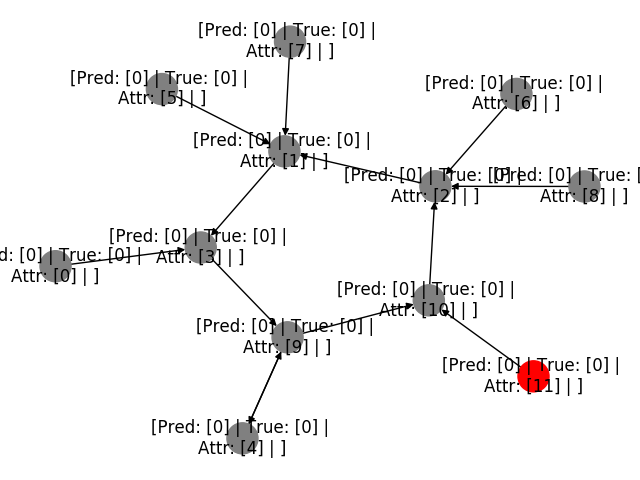 [Pred: [0] | True: [0] |
Attr: [7] | ]
[Pred: [0] | True: [0] |
Attr: [5] | ]
[Pred: [0] | True: [0] |
Attr: [6] | ]
[Pred: [0] | True: [0] |
Attr: [1] | ]
[Pred: [0] | True: [0] |
Attr: [2] | ]
[Pred: [0] | True: [
Attr: [8] | ]
[Pred: [0] | True: [0] |
Attr: [3] | ]
d: [0] | True: [0] |
Attr: [0] | ]
[Pred: [0] | True: [0] |
Attr: [10] | ]
[Pred: [0] | True: [0] |
Attr: [9] | ]
[Pred: [0] | True: [0] |
Attr: [11] | ]
[Pred: [0] | True: [0] |
Attr: [4] | ]